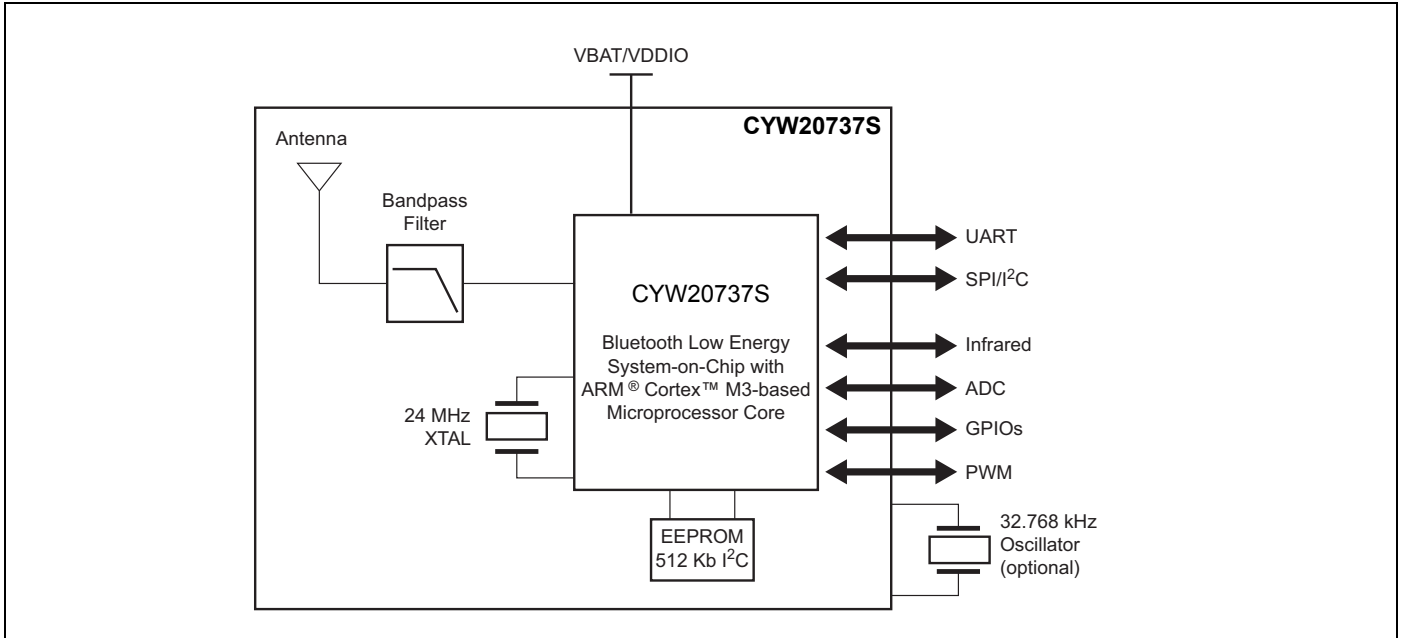 VBAT/VDDIO
CYW20737S
Antenna
Bandpass
Filter
CYW20737S
Bluetooth Low Energy
System-on-Chip with
ARM ® Cortex™ M3-based
Microprocessor Core
24 MHz
XTAL
EEPROM
512 Kb I²C
UART
SPI/I²C
Infrared
ADC
GPIOs
PWM
32.768 kHz
Oscillator
(optional)